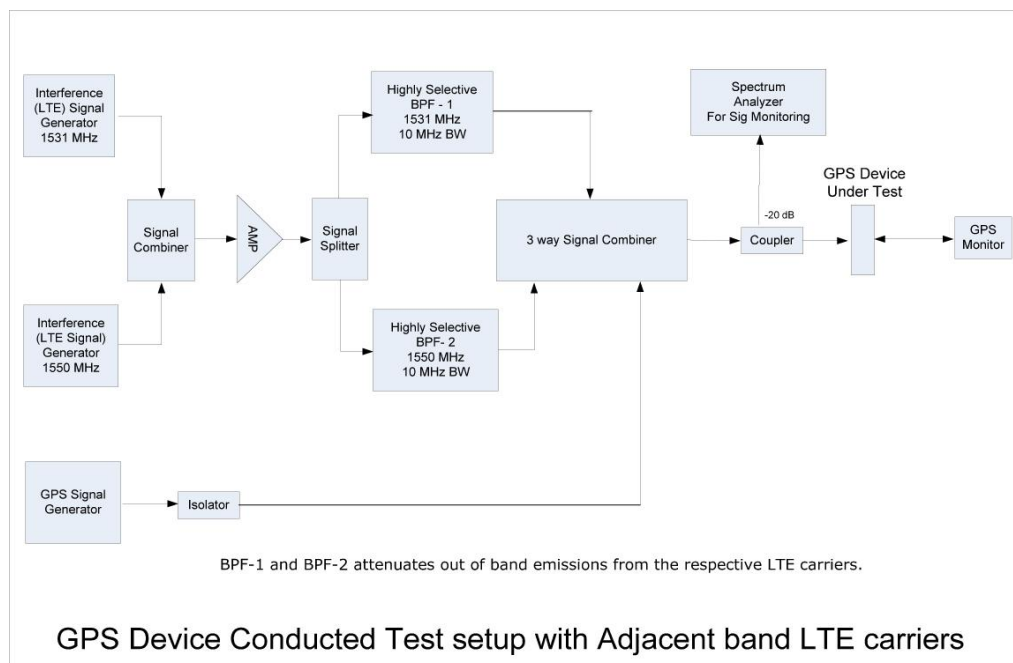 Interference
(LTE) Signal
Generator
1531 MHz
Highly Selective
BPF - 1
1531 MHz
10 MHz BW
Spectrum
Analyzer
For Sig Monitoring
GPS Device
Under Test
Signal
Combiner
AMP
Signal
Splitter
3 way Signal Combiner
-20 dB
Coupler
GPS
Monitor
Interference
(LTE Signal)
Generator
1550 MHz
Highly Selective
BPF- 2
1550 MHz
10 MHz BW
GPS Signal
Generator
Isolator
BPF-1 and BPF-2 attenuates out of band emissions from the respective LTE carriers.
GPS Device Conducted Test setup with Adjacent band LTE carriers